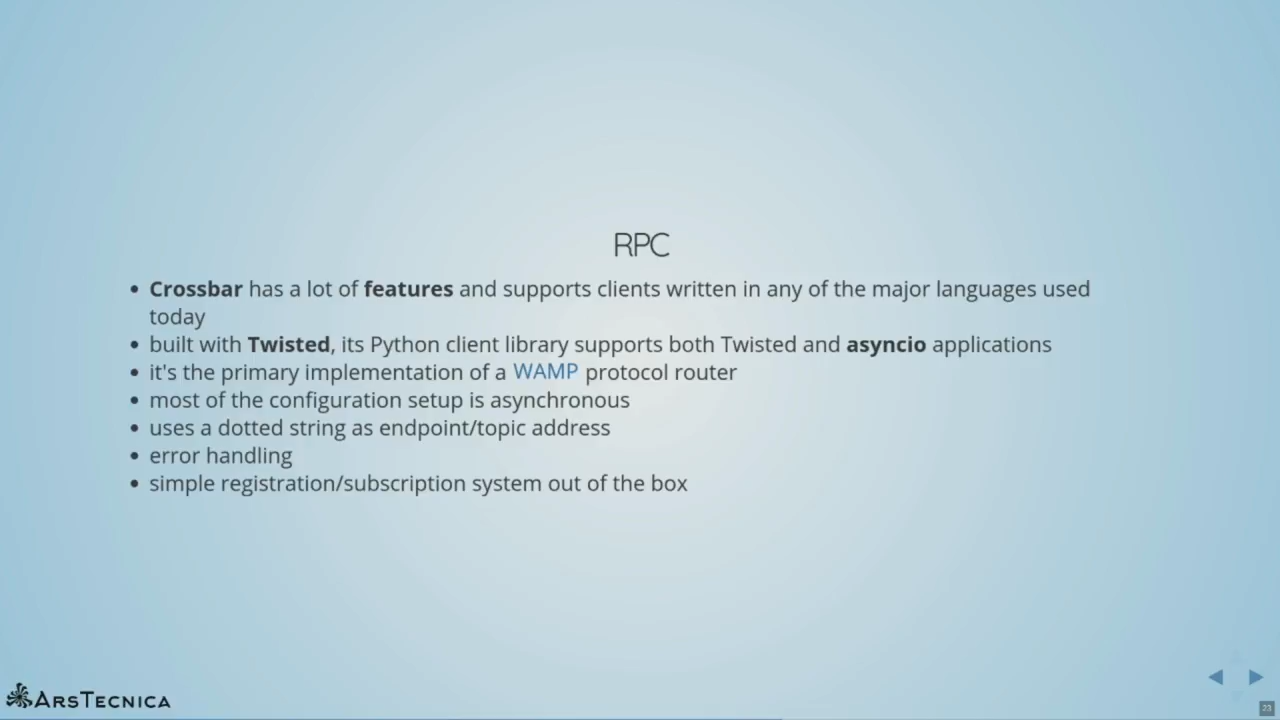 RPC
Crossbar has a lot of features and supports clients written in any of the major languages used
today
built with Twisted, its Python client library supports both Twisted and asyncio applications
it's the primary implementation of a WAMP protocol router
most of the configuration setup is asynchronous
uses a dotted string as endpoint/topic address
error handling
simple registration/subscription system out of the box
ARSTECNICA
23